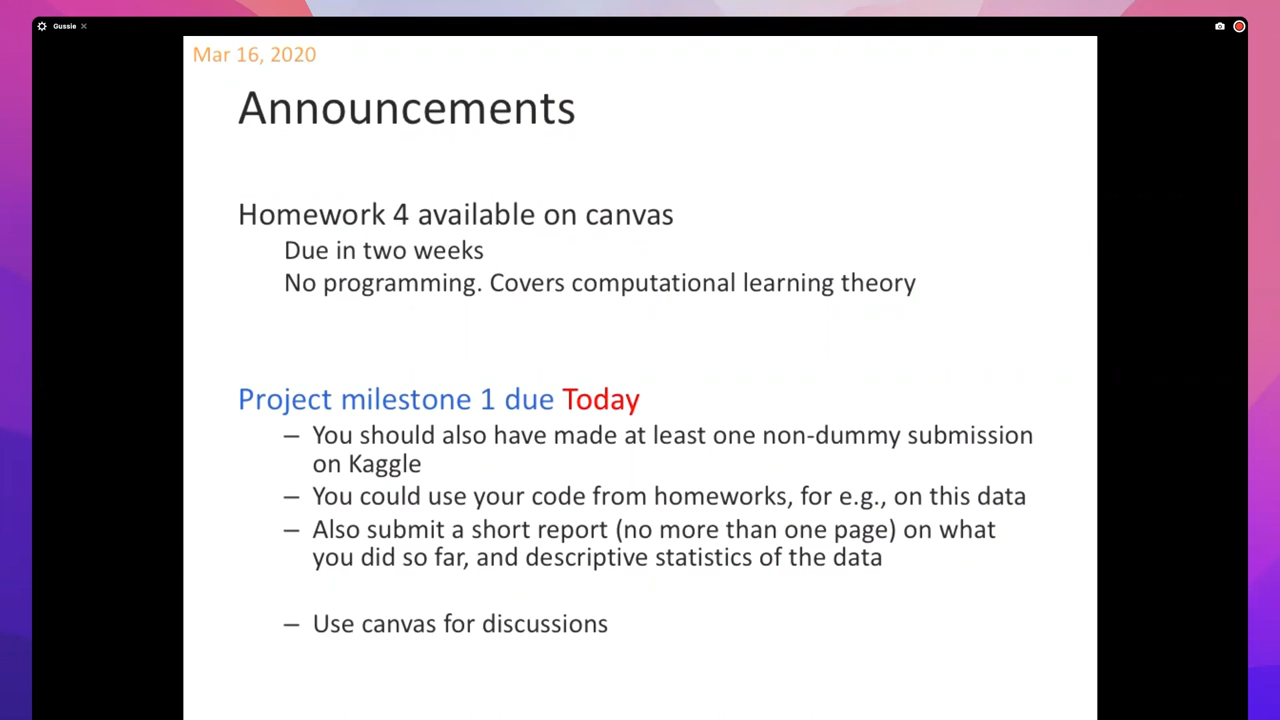 Gussie
Mar 16, 2020
Announcements
Homework 4 available on canvas
Due in two weeks
No programming. Covers computational learning theory
Project milestone 1 due Today
– You should also have made at least one non-dummy submission
on Kaggle
– You could use your code from homeworks, for e.g., on this data
– Also submit a short report (no more than one page) on what
you did so far, and descriptive statistics of the data
– Use canvas for discussions